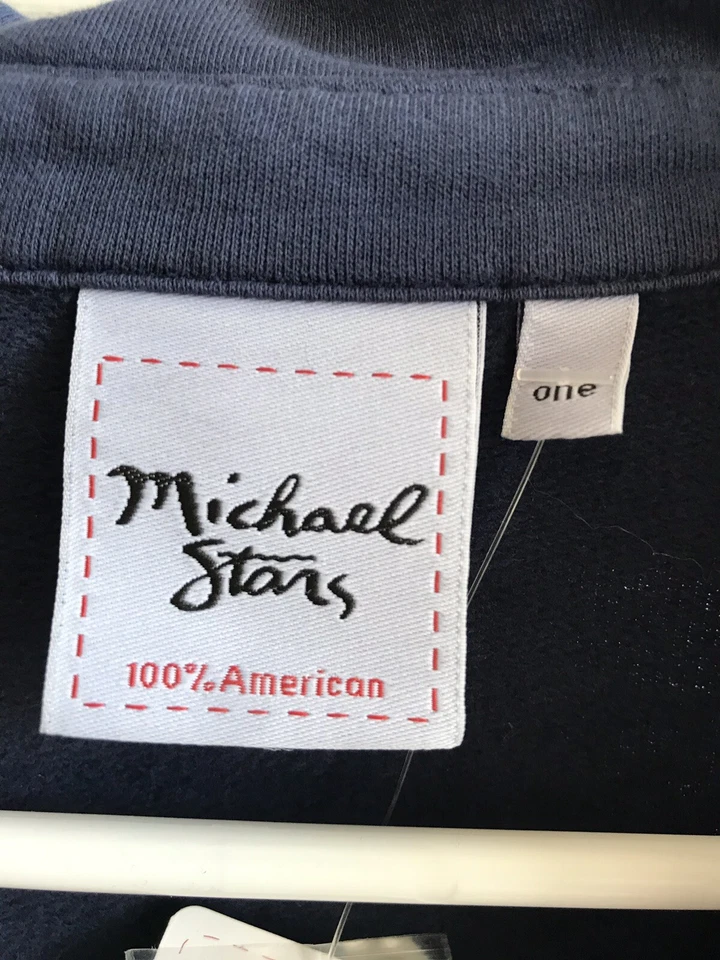 Michael
Stars
100% American
one